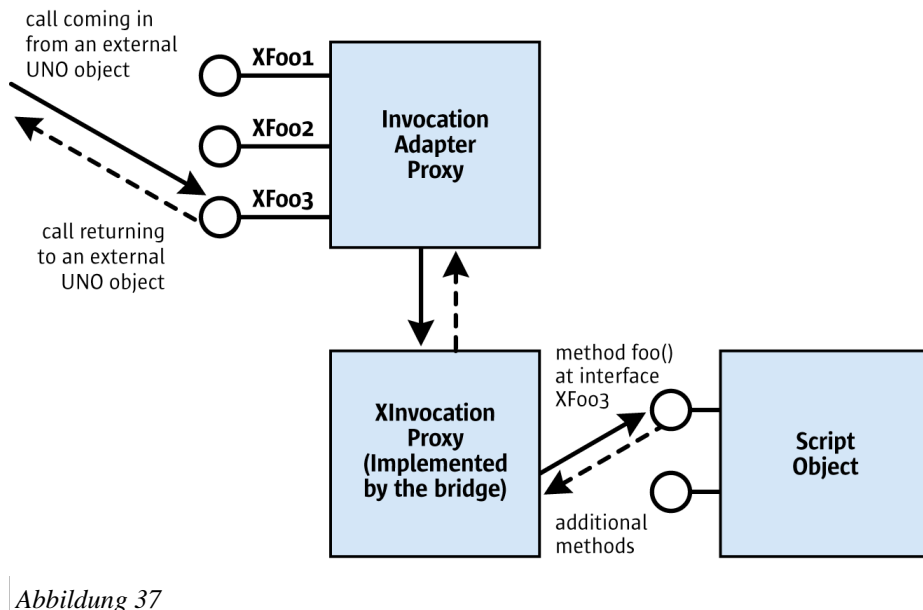 call coming in
from an external
UNO object
XFoo1
XFoo2
XFoo3
Invocation
Adapter
Proxy
call returning
to an external
UNO object
method foo()
at interface
XFoo3
XInvocation
Proxy
(Implemented
by the bridge)
Script
Object
additional
methods
Abbildung 37